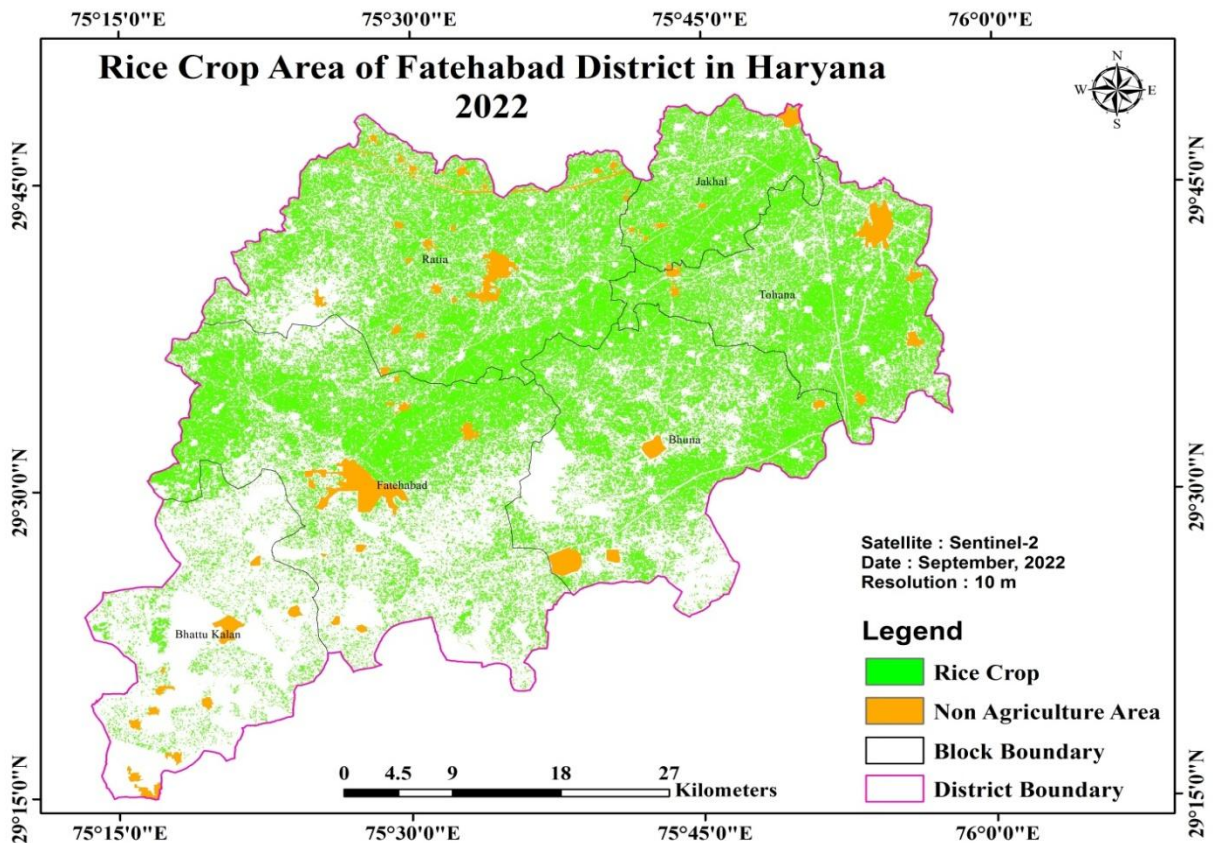 75°15'0"E 75°30'0"E 75°45'0"E 76°0'0"E
Rice Crop Area of Fatehabad District in Haryana
2022
N
W E
S
29°45'0"N
29°45'0"N
Jakhal
Ratia
Tohana
Bhuna
Fatehabad
29°30'0"N
29°30'0"N
Satellite : Sentinel-2
Date : September, 2022
Resolution : 10 m
Bhattu Kalan
Legend
Rice Crop
Non Agriculture Area
Block Boundary
District Boundary
0 4.5 9 18 27
Kilometers
29°15'0"N
29°15'0"N
75°15'0"E 75°30'0"E 75°45'0"E 76°0'0"E